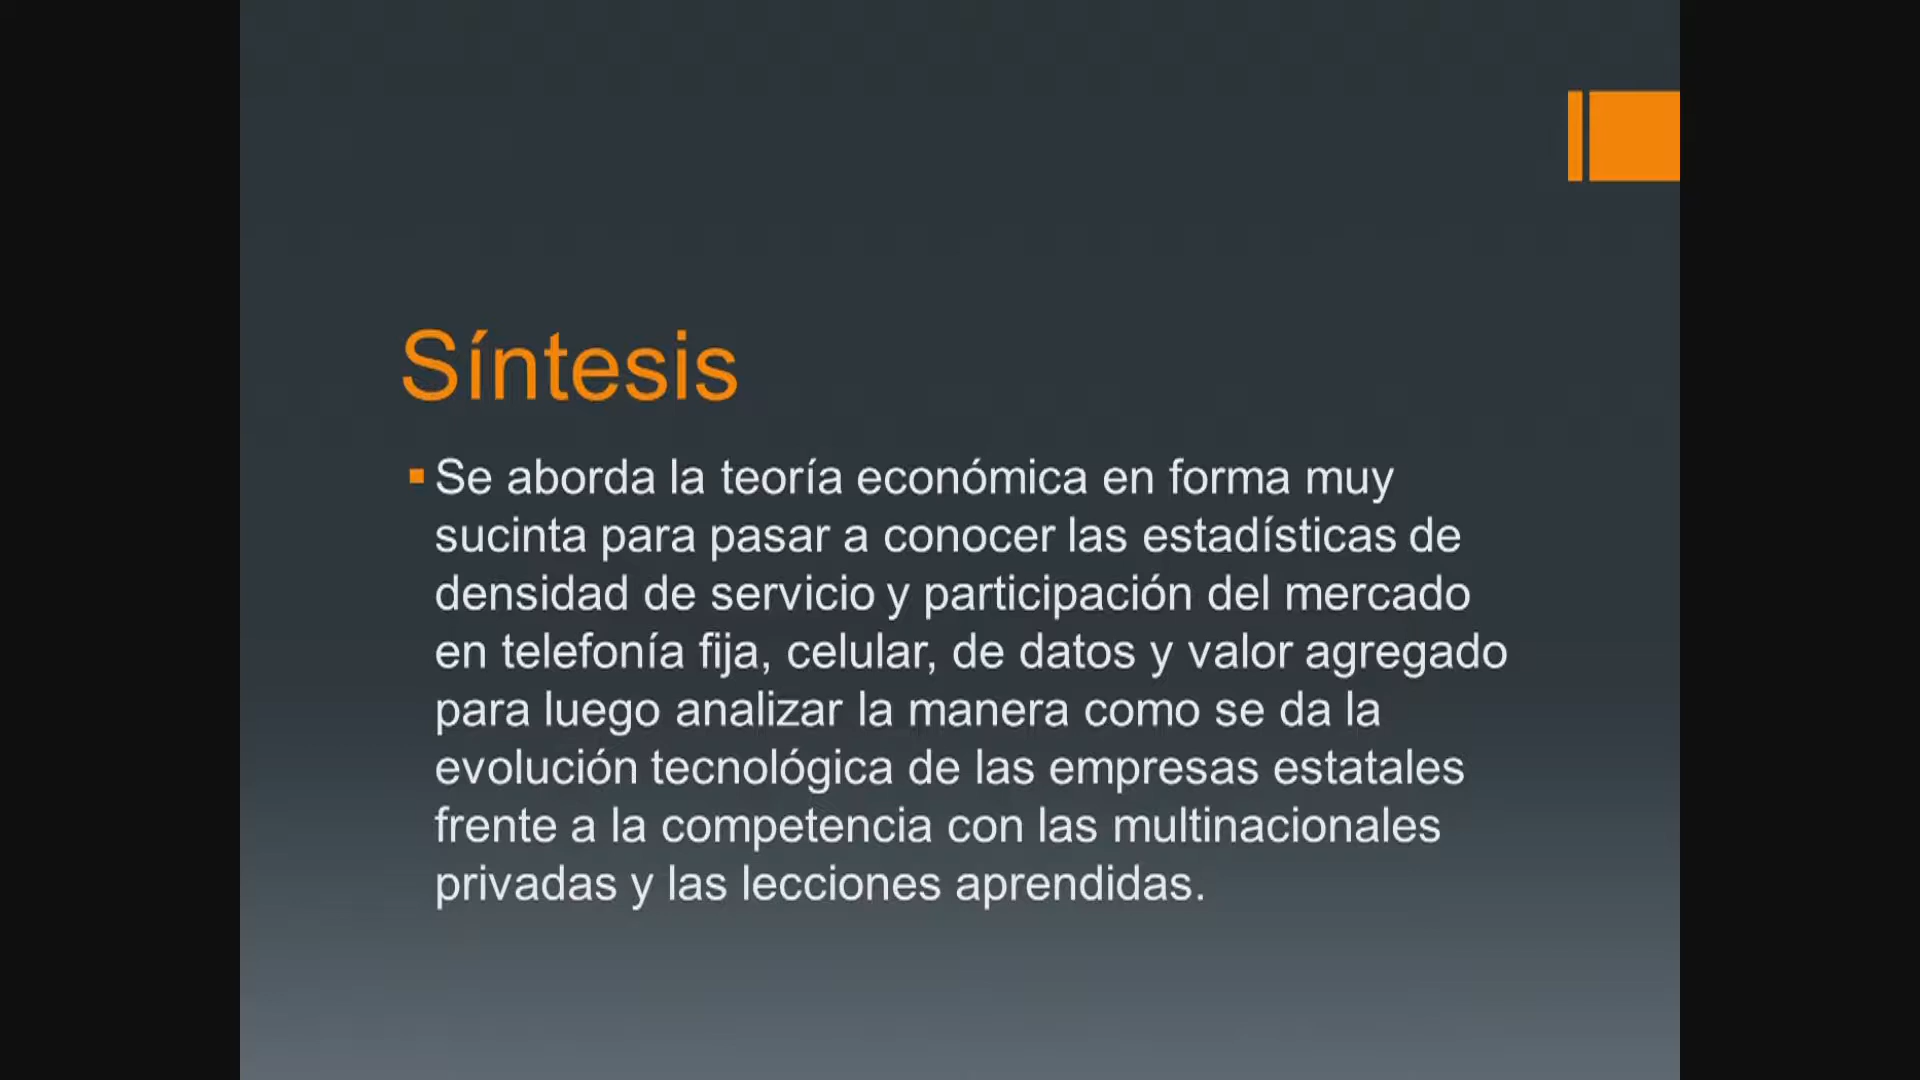 Síntesis
Se aborda la teoría económica en forma muy
sucinta para pasar a conocer las estadísticas de
densidad de servicio y participación del mercado
en telefonía fija, celular, de datos y valor agregado
para luego analizar la manera como se da la
evolución tecnológica de las empresas estatales
frente a la competencia con las multinacionales
privadas y las lecciones aprendidas.